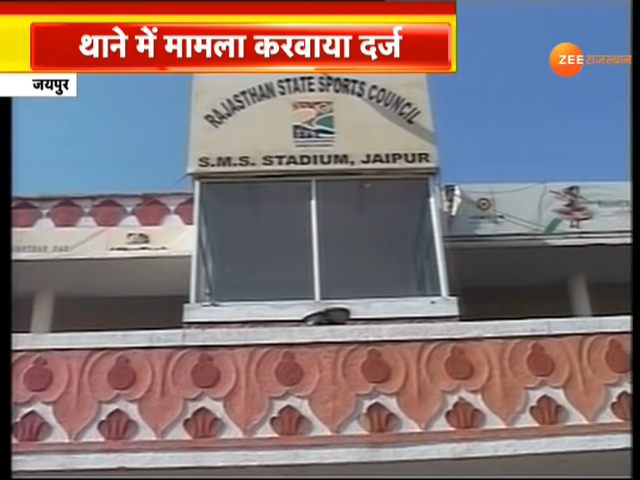 थाने में मामला करवाया दर्ज
जयपुर
ZEE राजस्थान
RAJASTHAN STATE SPORTS COUNCIL
S.M.S. STADIUM, JAIPUR